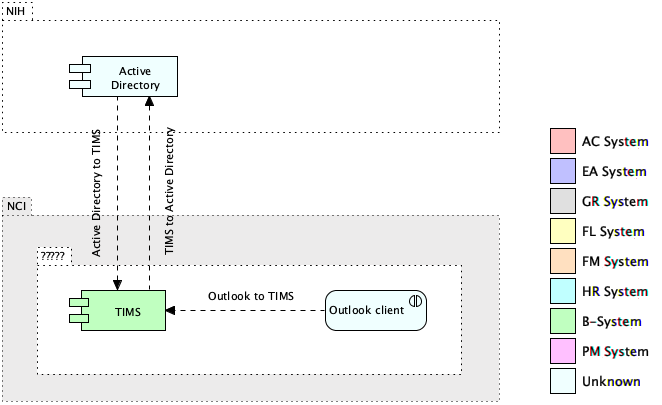 NIH
Active
Directory
Active Directory to TIMS
TIMS to Active Directory
NCI
?????
TIMS
Outlook to TIMS
Outlook client
AC System
EA System
GR System
FL System
FM System
HR System
B-System
PM System
Unknown